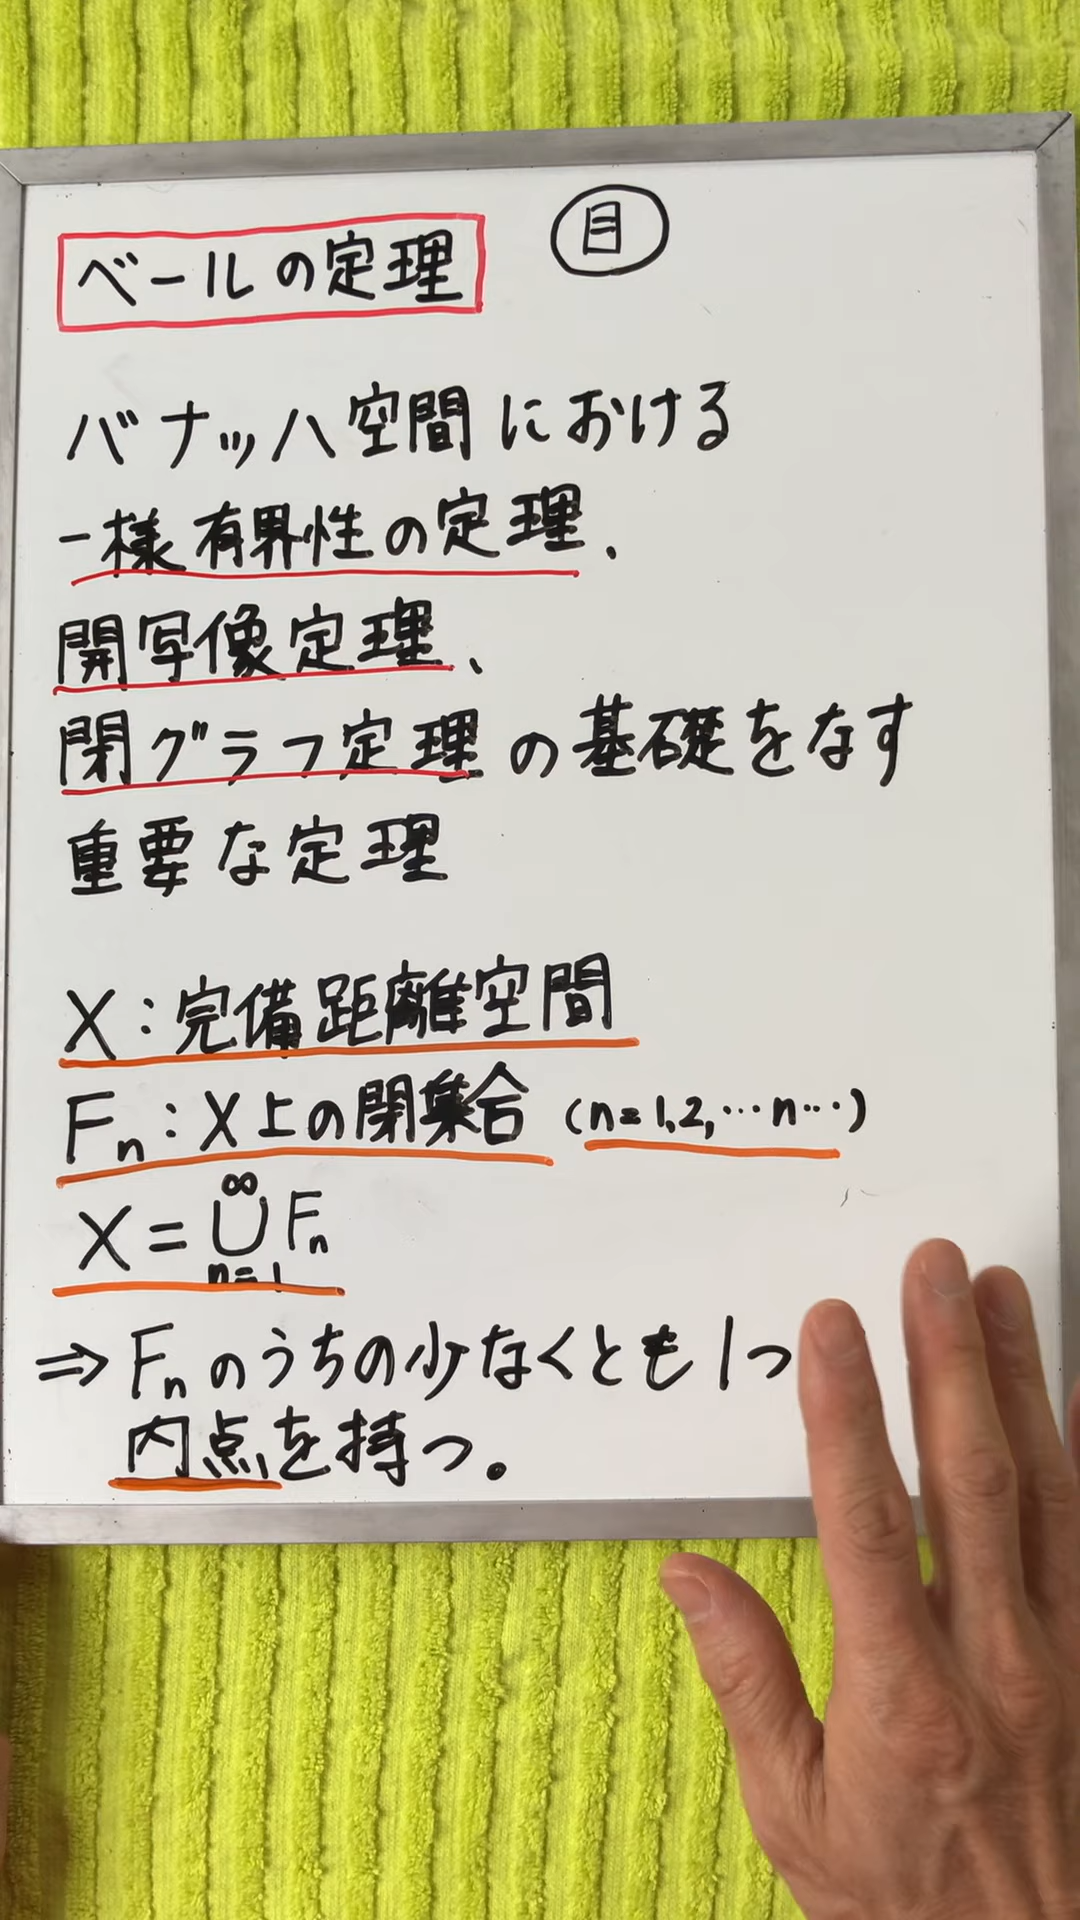 ベールの定理
目
バナッハ空間における
一様有界性の定理、
開写像定理、
閉グラフ定理の基礎をなす
重要な定理
X:完備距離空間
Fn:X上の閉集合 (n=1,2,…n…)
X=∞⋃n=1 Fn
⇒Fnのうちの少なくとも1つ
内点を持つ。